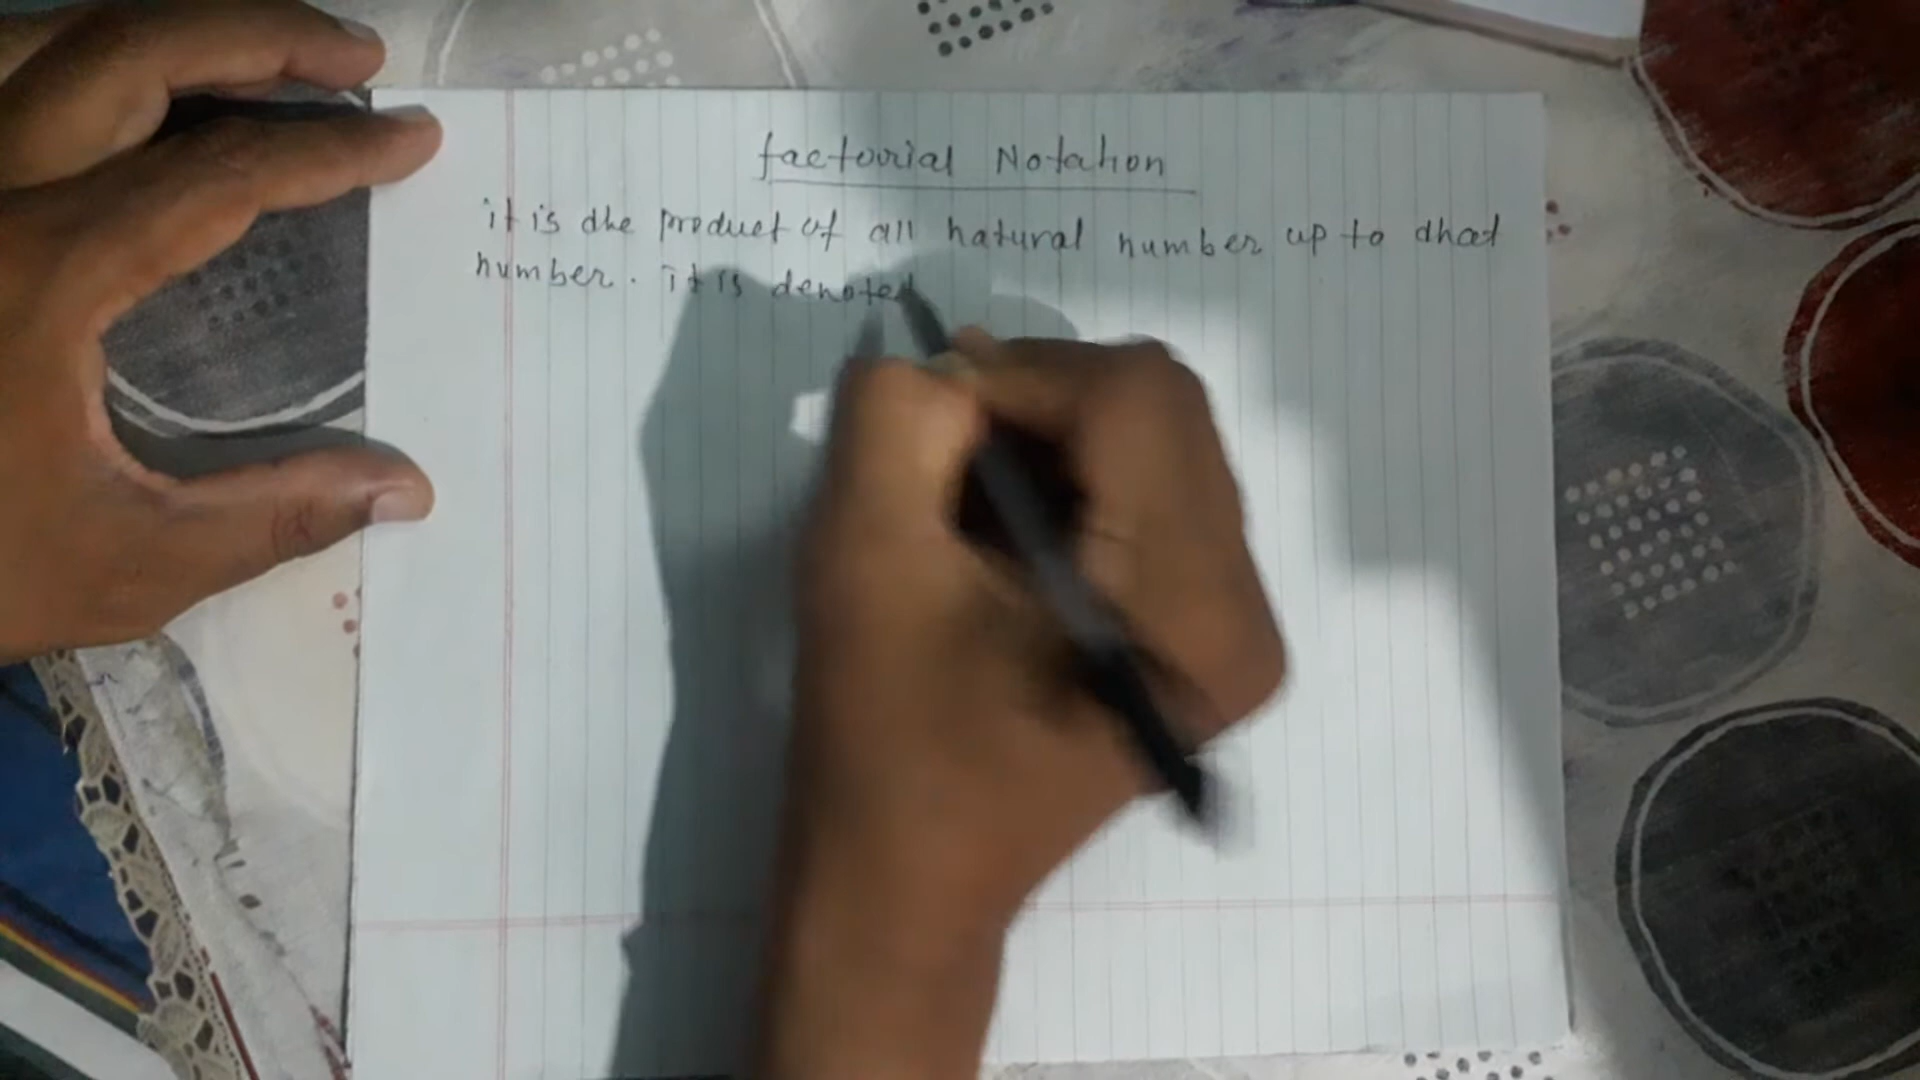 factorial Notation
it is the product of all natural number up to that
number. it is denoted